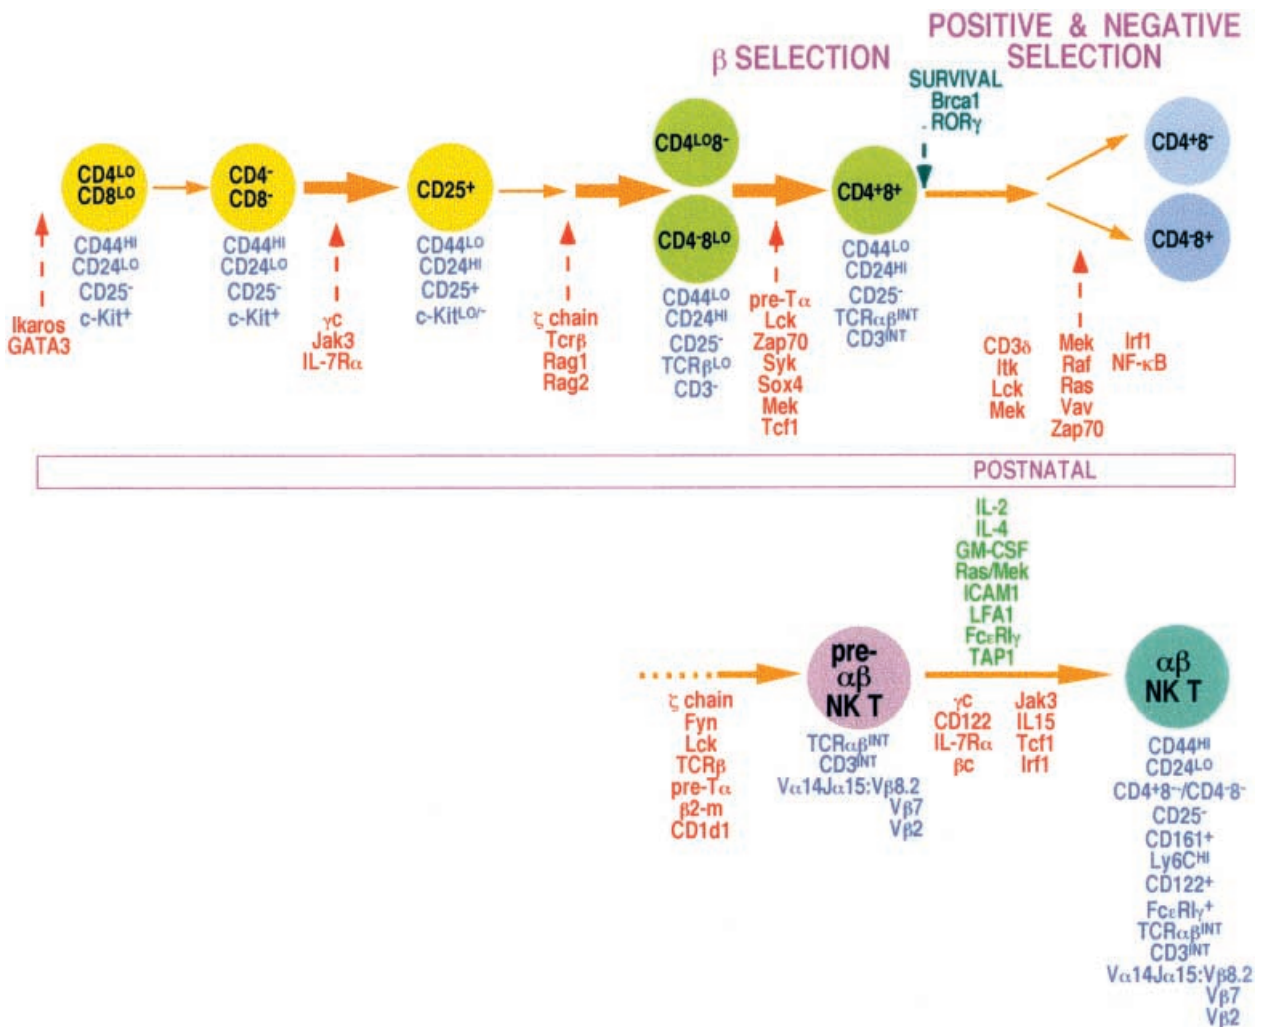 β SELECTION
POSITIVE & NEGATIVE
SELECTION
SURVIVAL
Brca1
RORγ
CD4LO
CD8LO
CD44HI
CD24LO
CD25-
c-Kit+
Ikaros
GATA3
CD4-
CD8-
CD44HI
CD24LO
CD25-
c-Kit+
γc
Jak3
IL-7Rα
CD25+
CD44LO
CD24HI
CD25+
c-KitLO/-
ζ chain
Tcrβ
Rag1
Rag2
CD4LO8-
CD4-8LO
CD44LO
CD24HI
CD25-
TCRβLO
CD3-
pre-Tα
Lck
Zap70
Syk
Sox4
Mek
Tcf1
CD4+8+
CD44LO
CD24HI
CD25-
TCRαβINT
CD3INT
CD3δ
Itk
Lck
Mek
Mek
Raf
Ras
Vav
Zap70
Irf1
NF-κB
CD4+8-
CD4-8+
POSTNATAL
IL-2
IL-4
GM-CSF
Ras/Mek
ICAM1
LFA1
FcεRIγ
TAP1
ζ chain
Fyn
Lck
TCRβ
pre-Tα
β2-m
CD1d1
pre-
αβ
NK T
TCRαβINT
CD3INT
Vα14Jα15:Vβ8.2
Vβ7
Vβ2
γc
CD122
IL-7Rα
βc
Jak3
IL15
Tcf1
Irf1
αβ
NK T
CD44HI
CD24LO
CD4+8-/CD4-8-
CD25-
CD161+
Ly6CHI
CD122+
FcεRIγ+
TCRαβINT
CD3INT
Vα14Jα15:Vβ8.2
Vβ7
Vβ2